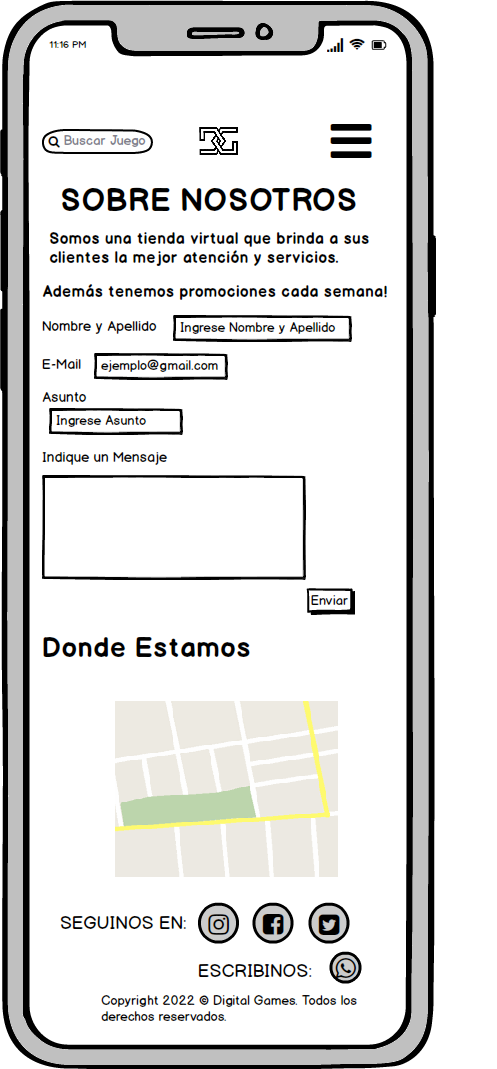 11:16 PM
Buscar Juego
SOBRE NOSOTROS
Somos una tienda virtual que brinda a sus
clientes la mejor atención y servicios.
Además tenemos promociones cada semana!
Nombre y Apellido Ingrese Nombre y Apellido
E-Mail ejemplo@gmail.com
Asunto
Ingrese Asunto
Indique un Mensaje
Enviar
Donde Estamos
SEGUINOS EN:
ESCRIBINOS:
Copyright 2022 © Digital Games. Todos los
derechos reservados.